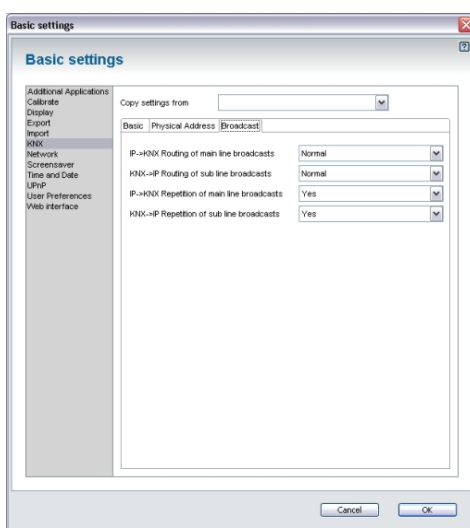 Basic settings
?
Basic settings
Additional Applications
Calibrate
Display
Export
Import
KNX
Network
Screensaver
Time and Date
UPnP
User Preferences
Web interface
Copy settings from
Basic Physical Address Broadcast
IP->KNX Routing of main line broadcasts Normal
KNX->IP Routing of sub line broadcasts Normal
IP->KNX Repetition of main line broadcasts Yes
KNX->IP Repetition of sub line broadcasts Yes
Cancel OK